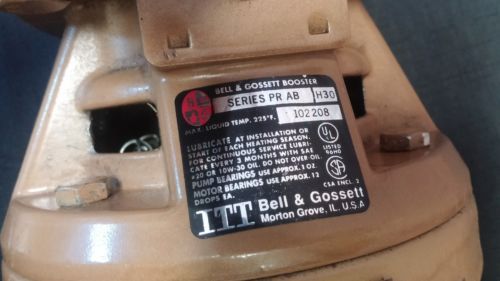 BELL & GOSSETT BOOSTER
SERIES PR AB H30
MAX. LIQUID TEMP. 225°F. 102208
LUBRICATE AT INSTALLATION OR
START OF EACH HEATING SEASON.
FOR CONTINUOUS SERVICE LUBRI-
CATE EVERY 3 MONTHS WITH SAE
#20 OR 10W-30 OIL. DO NOT OVER OIL.
PUMP BEARINGS USE APPROX. 1 OZ.
MOTOR BEARINGS USE APPROX. 12
DROPS EA.
UL
LISTED
SA
CSA ENCL. 2
ITT Bell & Gossett
Morton Grove, IL. U.S.A